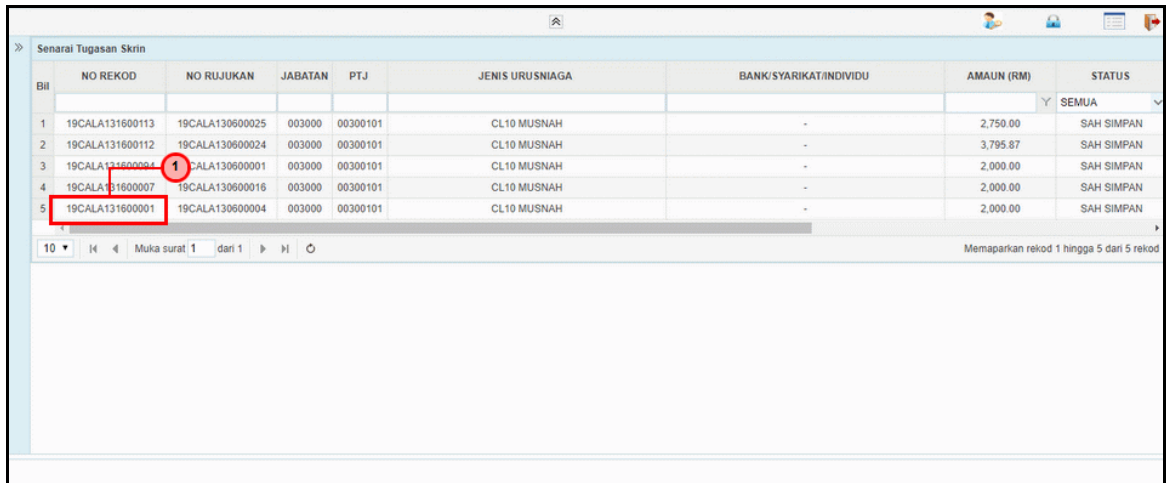 Senarai Tugasan Skrin
Bil NO REKOD NO RUJUKAN JABATAN PTJ JENIS URUSNIAGA BANK/SYARIKAT/INDIVIDU AMAUN (RM) STATUS
SEMUA
1 19CALA131600113 19CALA130600025 003000 00300101 CL10 MUSNAH - 2,750.00 SAH SIMPAN
2 19CALA131600112 19CALA130600024 003000 00300101 CL10 MUSNAH - 3,795.87 SAH SIMPAN
3 19CALA131600094 1 CALA130600001 003000 00300101 CL10 MUSNAH - 2,000.00 SAH SIMPAN
4 19CALA131600007 19CALA130600016 003000 00300101 CL10 MUSNAH - 2,000.00 SAH SIMPAN
5 19CALA131600001 19CALA130600004 003000 00300101 CL10 MUSNAH - 2,000.00 SAH SIMPAN
10 Muka surat 1 dari 1 Memaparkan rekod 1 hingga 5 dari 5 rekod